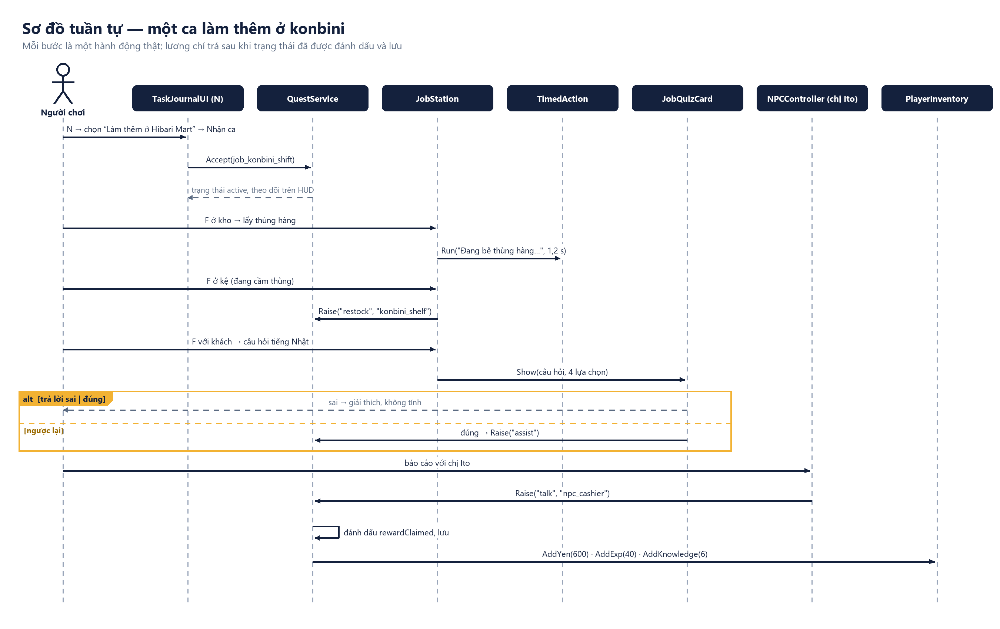 Sơ đồ tuần tự — một ca làm thêm ở konbini
Mỗi bước là một hành động thật; lương chỉ trả sau khi trạng thái đã được đánh dấu và lưu
Người chơi
TaskJournalUI (N)
QuestService
JobStation
TimedAction
JobQuizCard
NPCController (chị Ito)
PlayerInventory
N → chọn “Làm thêm ở Hibari Mart” → Nhận ca
Accept(job_konbini_shift)
trạng thái active, theo dõi trên HUD
F ở kho → lấy thùng hàng
Run("Đang bê thùng hàng…", 1,2 s)
F ở kệ (đang cầm thùng)
Raise("restock", "konbini_shelf")
F với khách → câu hỏi tiếng Nhật
Show(câu hỏi, 4 lựa chọn)
alt [trả lời sai | đúng]
sai → giải thích, không tính
[ngược lại]
đúng → Raise("assist")
báo cáo với chị Ito
Raise("talk", "npc_cashier")
đánh dấu rewardClaimed, lưu
AddYen(600) · AddExp(40) · AddKnowledge(6)